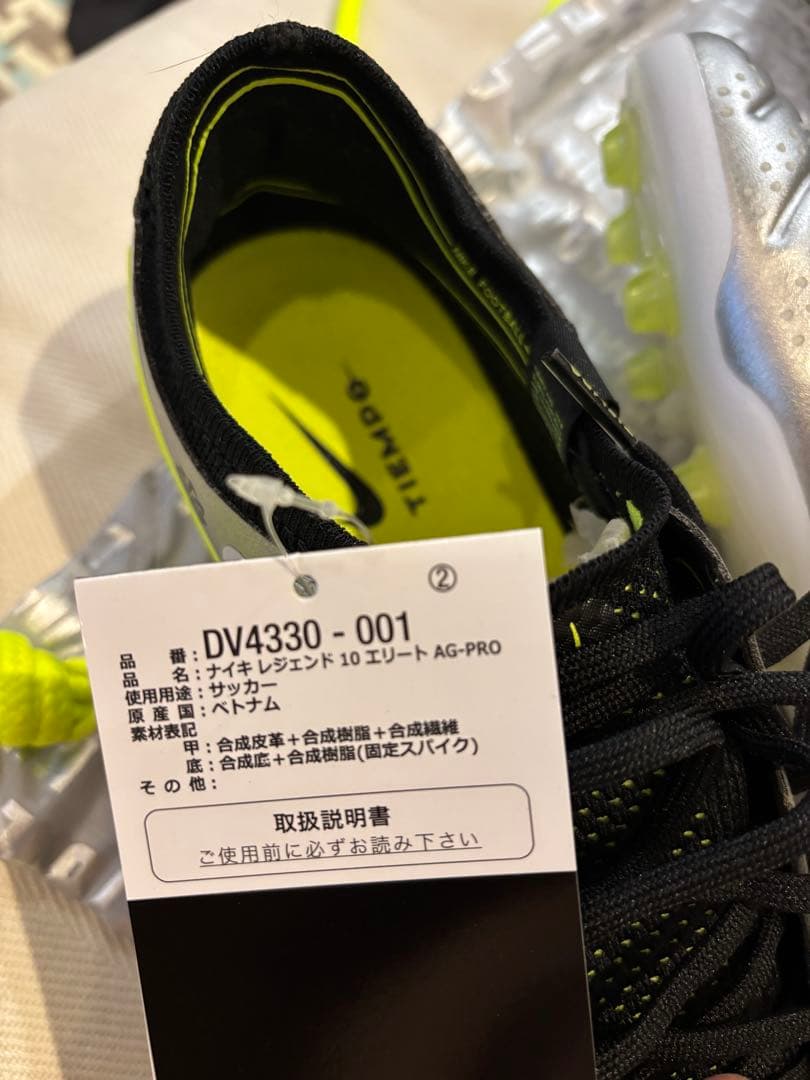 NIKE FOOTBALL
TIEMPO
②
品番:DV4330 - 001
品名:ナイキ レジェンド 10 エリート AG-PRO
使用用途:サッカー
原産国:ベトナム
素材表記
甲:合成皮革+合成樹脂+合成繊維
底:合成底+合成樹脂(固定スパイク)
その他:
取扱説明書
ご使用前に必ずお読み下さい